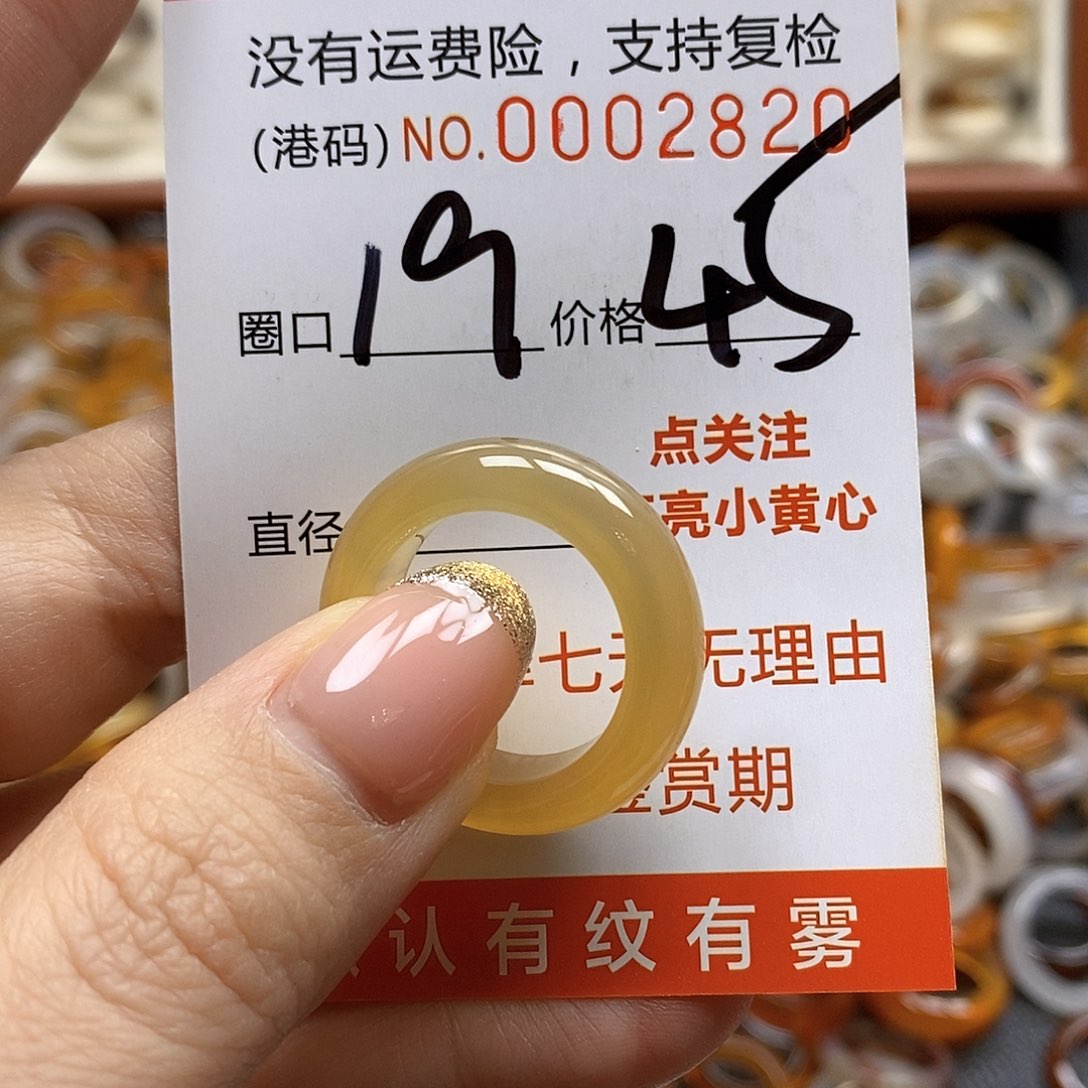 没有运费险，支持复检
(港码) NO.0002820
圈口 19 价格 45
点关注
亮小黄心
直径
七天无理由
鉴赏期
认有纹有雾